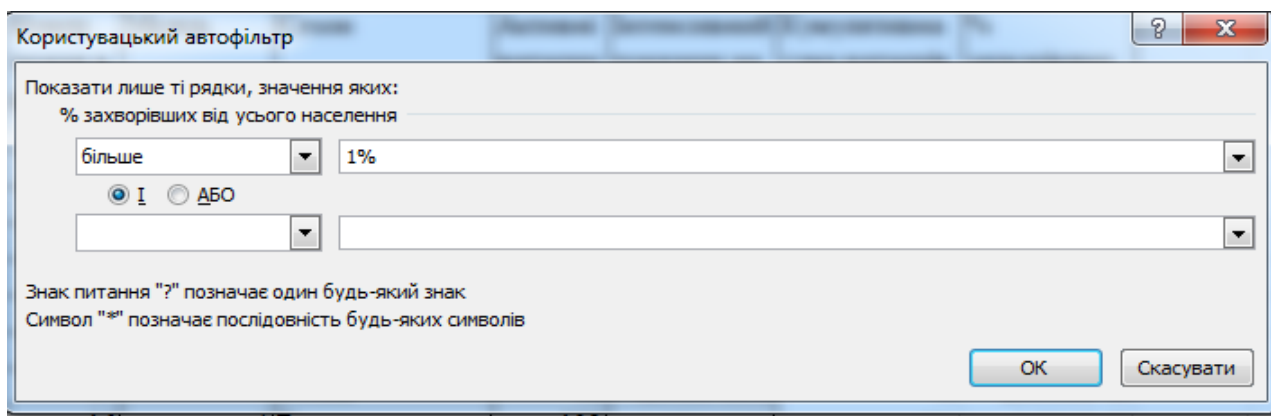 Користувацький автофільтр
Показати лише ті рядки, значення яких:
% захворівших від усього населення
більше 1%
І АБО
Знак питання "?" позначає один будь-який знак
Символ "*" позначає послідовність будь-яких символів
ОК Скасувати